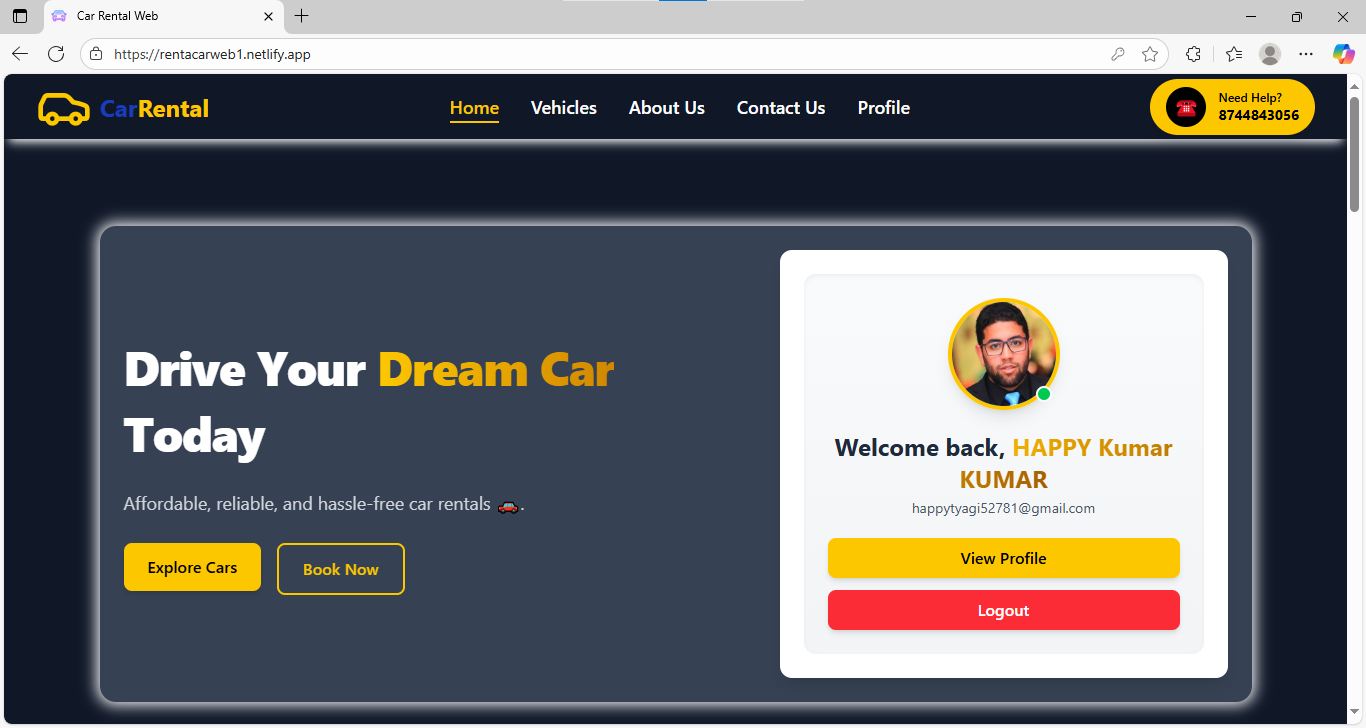 Car Rental Web
https://rentacarweb1.netlify.app
CarRental
Home
Vehicles
About Us
Contact Us
Profile
Need Help?
8744843056
Drive Your Dream Car
Today
Affordable, reliable, and hassle-free car rentals 🚗.
Explore Cars
Book Now
Welcome back, HAPPY Kumar
KUMAR
happytyagi52781@gmail.com
View Profile
Logout